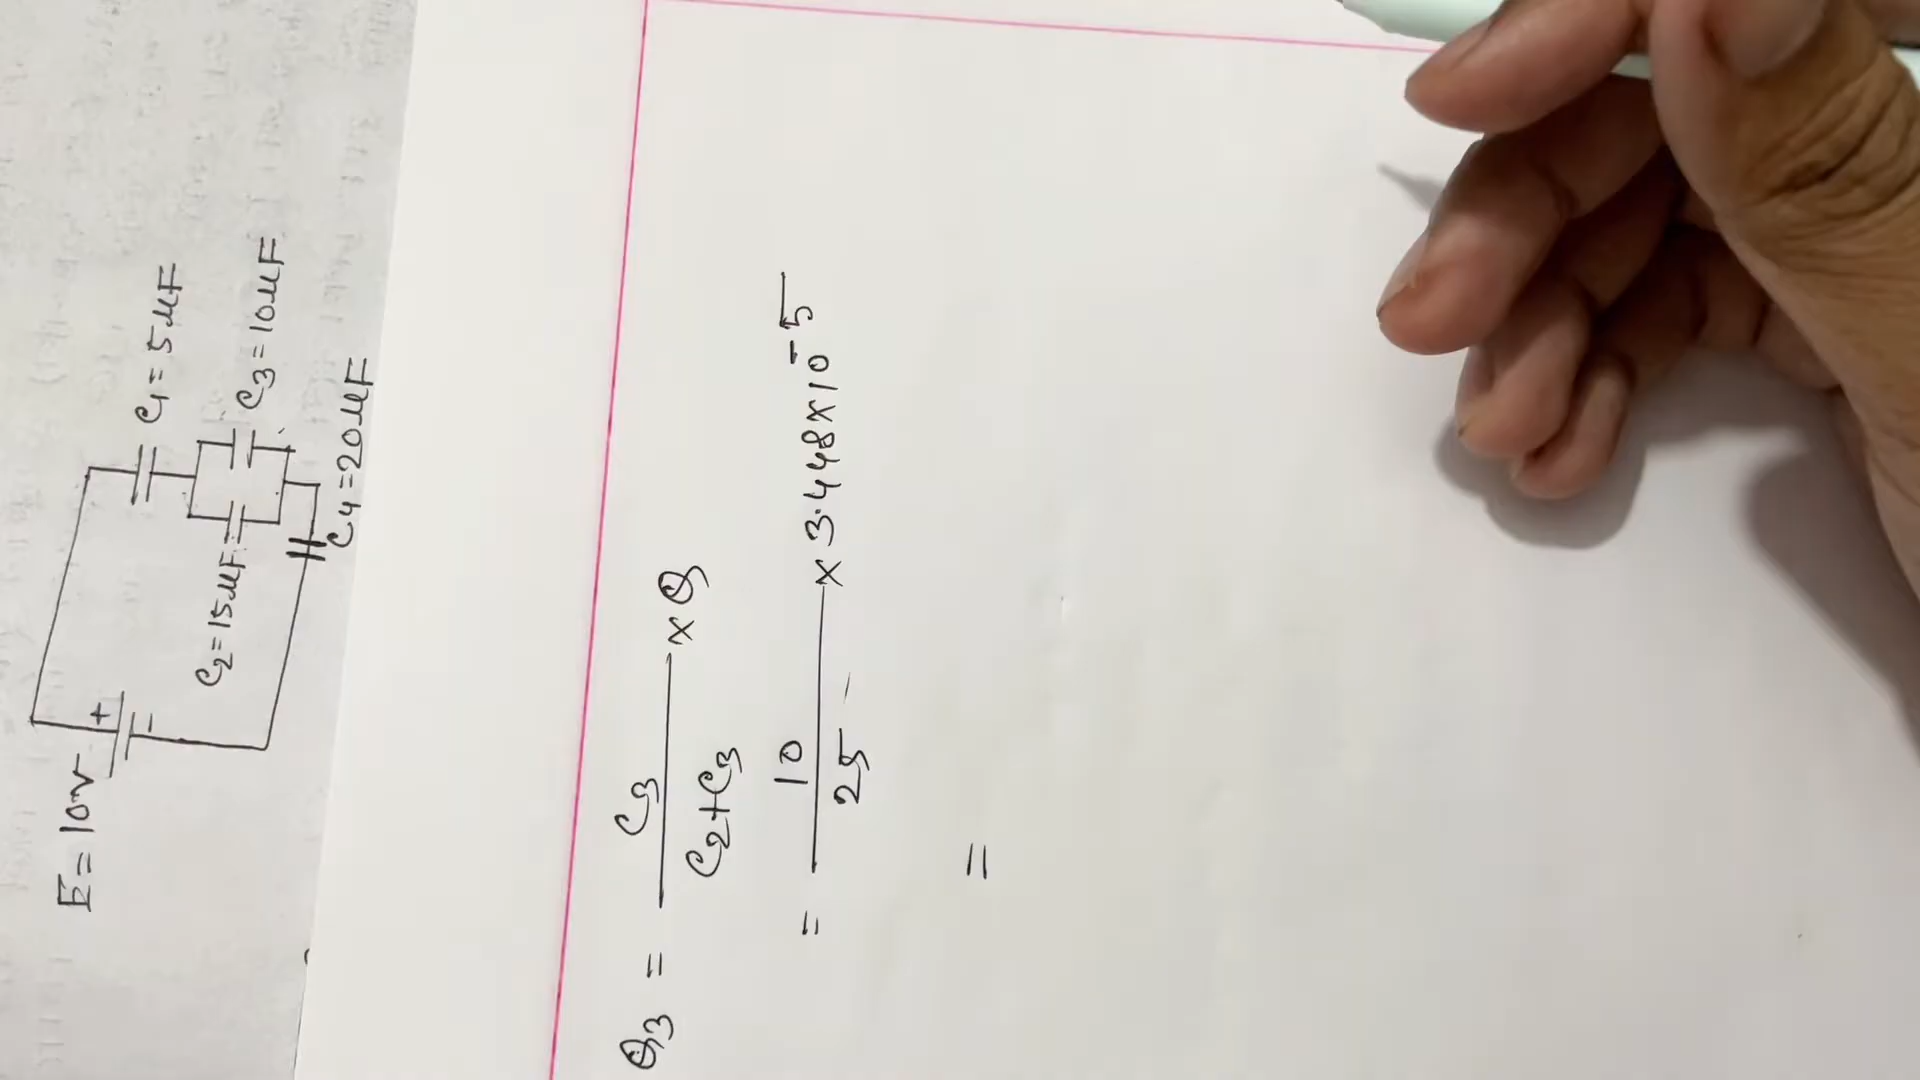 E=10v
+
-
C1=5μF
C2=15μF
C3=10μF
C4=20μF
Q3 = C3/(C2+C3) × Q
= 10/25 × 3.448×10^-5
=